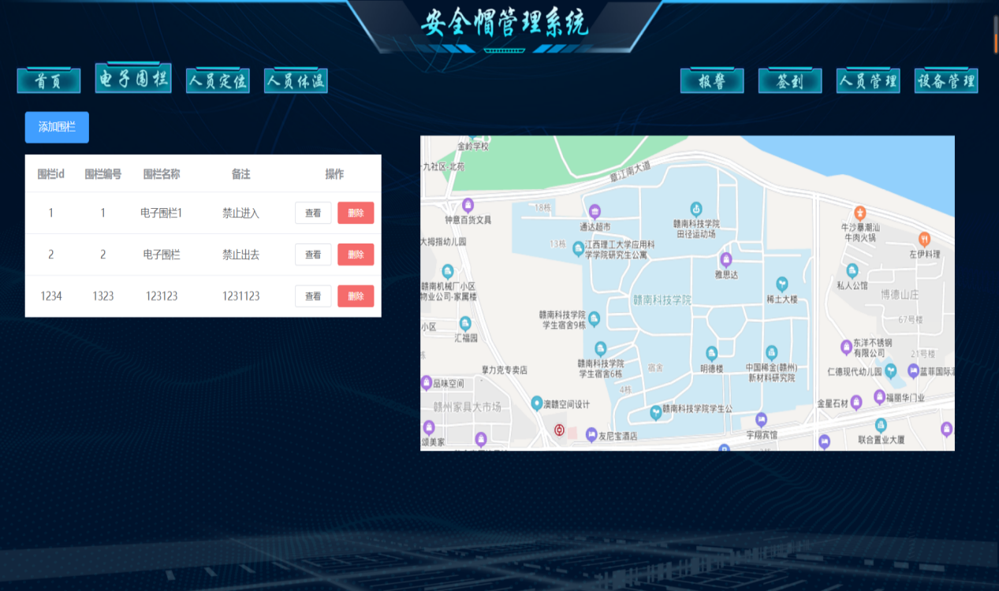 安全帽管理系统
首页
电子围栏
人员定位
人员体温
报警
签到
人员管理
设备管理
添加围栏
围栏id 围栏编号 围栏名称 备注 操作
1 1 电子围栏1 禁止进入 查看 删除
2 2 电子围栏 禁止出去 查看 删除
1234 1323 123123 1231123 查看 删除
金岭学校
十九社区·北苑
章江南大道
18栋
钟意百货文具
通达超市
赣南科技学院
田径运动场
牛沙暴潮汕
牛肉火锅
大拇指幼儿园
13栋
江西理工大学应用科
学学院研究生公寓
左伊料理
雅思达
赣南机械厂小区
物业公司-家属楼
私人公馆
赣南科技学院
稀土大楼
博德山庄
小区
汇福园
赣南科技学院
学生宿舍9栋
67号楼
东洋不锈钢
有限公司
21号楼
栋
赣南科技学院
学生宿舍6栋
宿舍
明德楼
中国稀金(赣州)
新材料研究院
仁德现代幼儿园
蓝菲国际
摩力克专卖店
品味空间
4栋
赣州家具大市场
澳赣空间设计
赣南科技学院学生公
金星石材
福丽华门业
颂美家
友尼宝酒店
宇翔宾馆
联合置业大厦